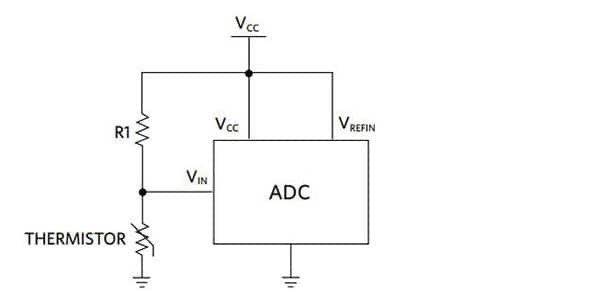 VCC
R1
VCC
VREFIN
VIN
ADC
THERMISTOR